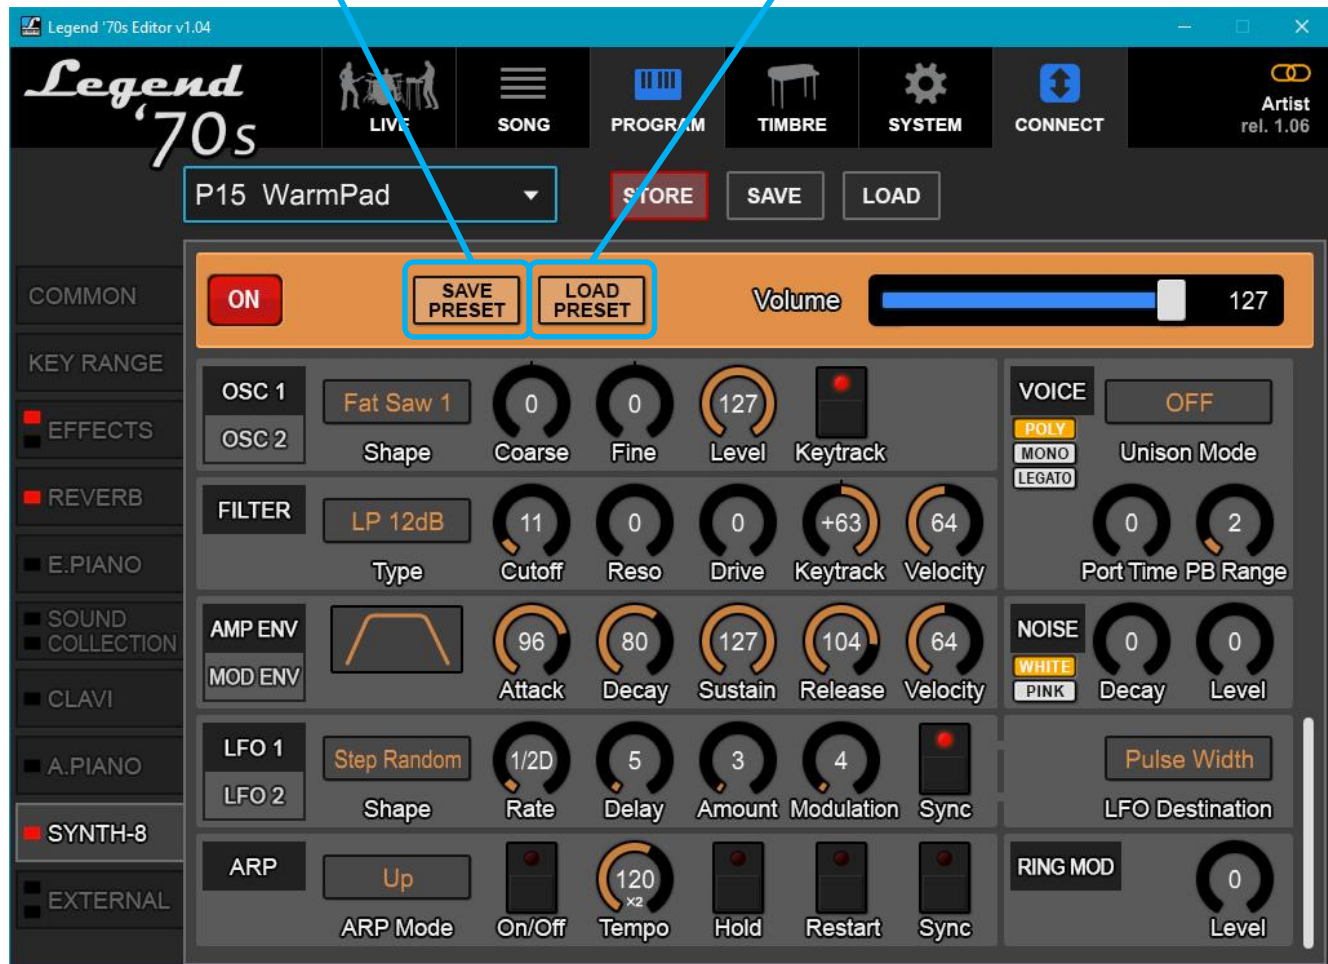 Legend '70s Editor v1.04
Legend
'70s
LIVE
SONG
PROGRAM
TIMBRE
SYSTEM
CONNECT
Artist
rel. 1.06
P15 WarmPad
STORE
SAVE
LOAD
COMMON
KEY RANGE
EFFECTS
REVERB
E.PIANO
SOUND
COLLECTION
CLAVI
A.PIANO
SYNTH-8
EXTERNAL
ON
SAVE
PRESET
LOAD
PRESET
Volume
127
OSC 1
OSC 2
Fat Saw 1
Shape
0
Coarse
0
Fine
127
Level
Keytrack
VOICE
POLY
MONO
LEGATO
OFF
Unison Mode
0
Port Time
2
PB Range
FILTER
LP 12dB
Type
11
Cutoff
0
Reso
0
Drive
+63
Keytrack
64
Velocity
AMP ENV
MOD ENV
96
Attack
80
Decay
127
Sustain
104
Release
64
Velocity
NOISE
WHITE
PINK
0
Decay
0
Level
LFO 1
LFO 2
Step Random
Shape
1/2D
Rate
5
Delay
3
Amount
4
Modulation
Sync
Pulse Width
LFO Destination
ARP
Up
ARP Mode
On/Off
120
x2
Tempo
Hold
Restart
Sync
RING MOD
0
Level